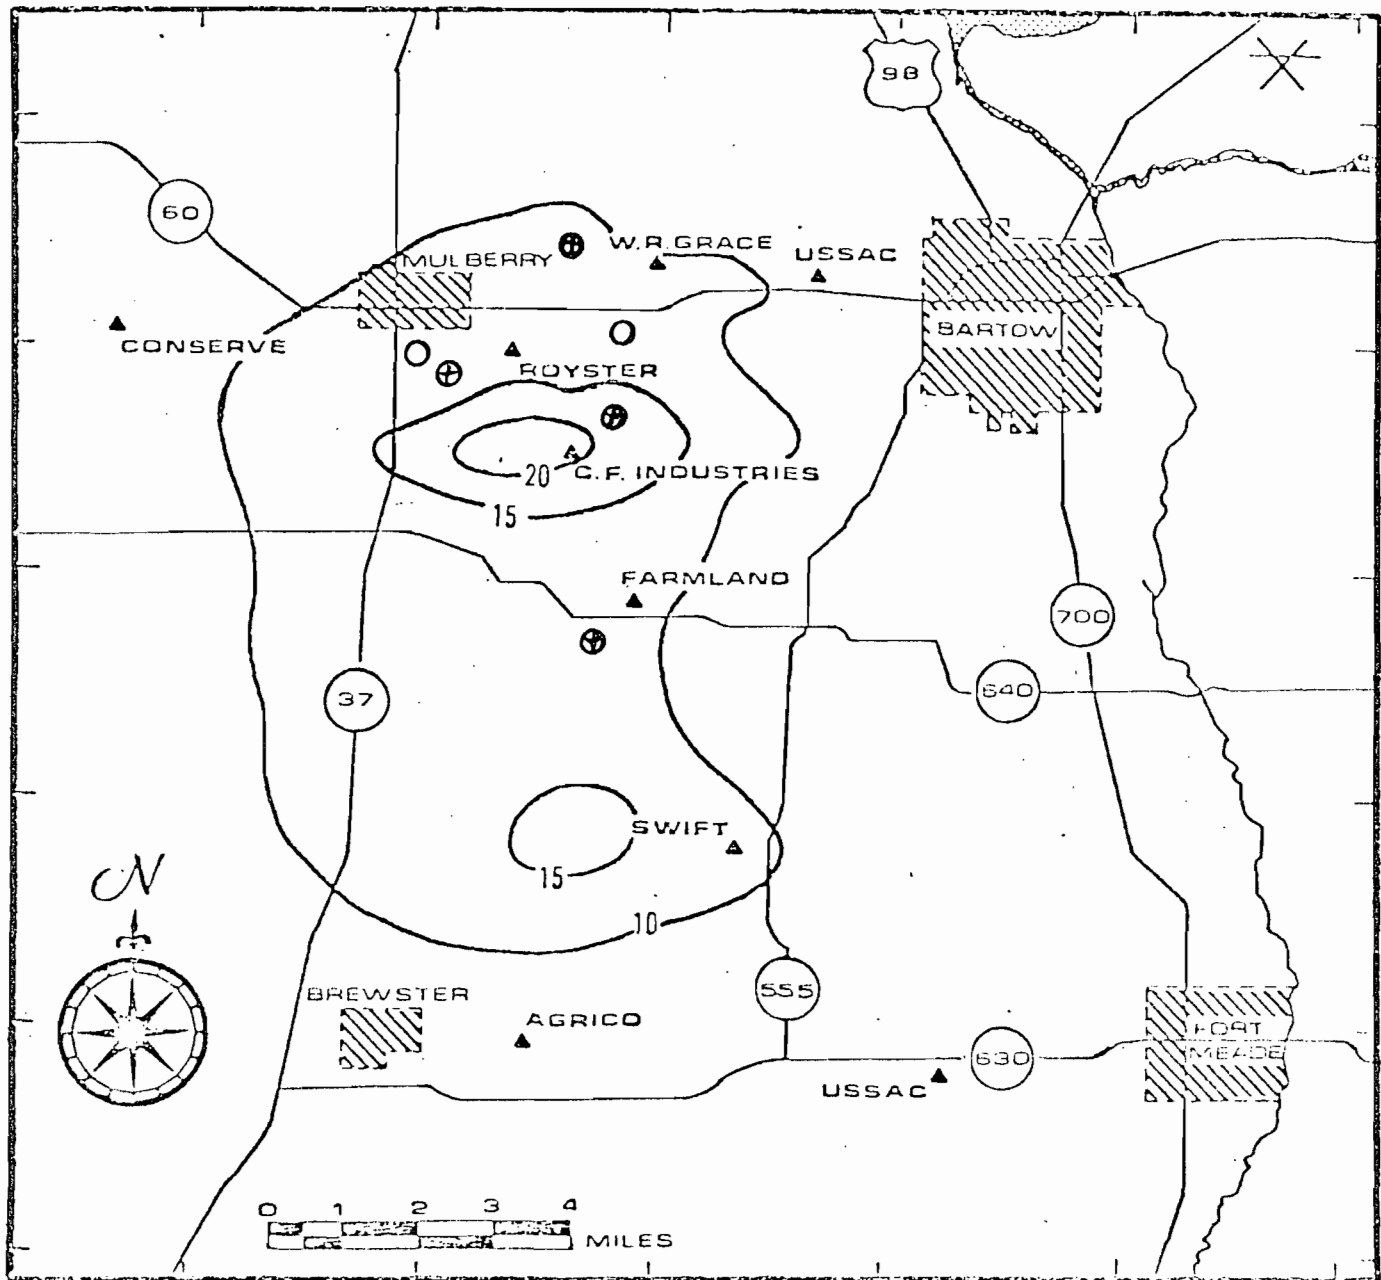 98
60
W.R.GRACE
USSAC
MULBERRY
CONSERVE
BARTOW
ROYSTER
20
C.F. INDUSTRIES
15
FARMLAND
700
640
37
SWIFT
15
N
10
BREWSTER
555
AGRICO
FORT
MEADE
630
USSAC
0 1 2 3 4
MILES